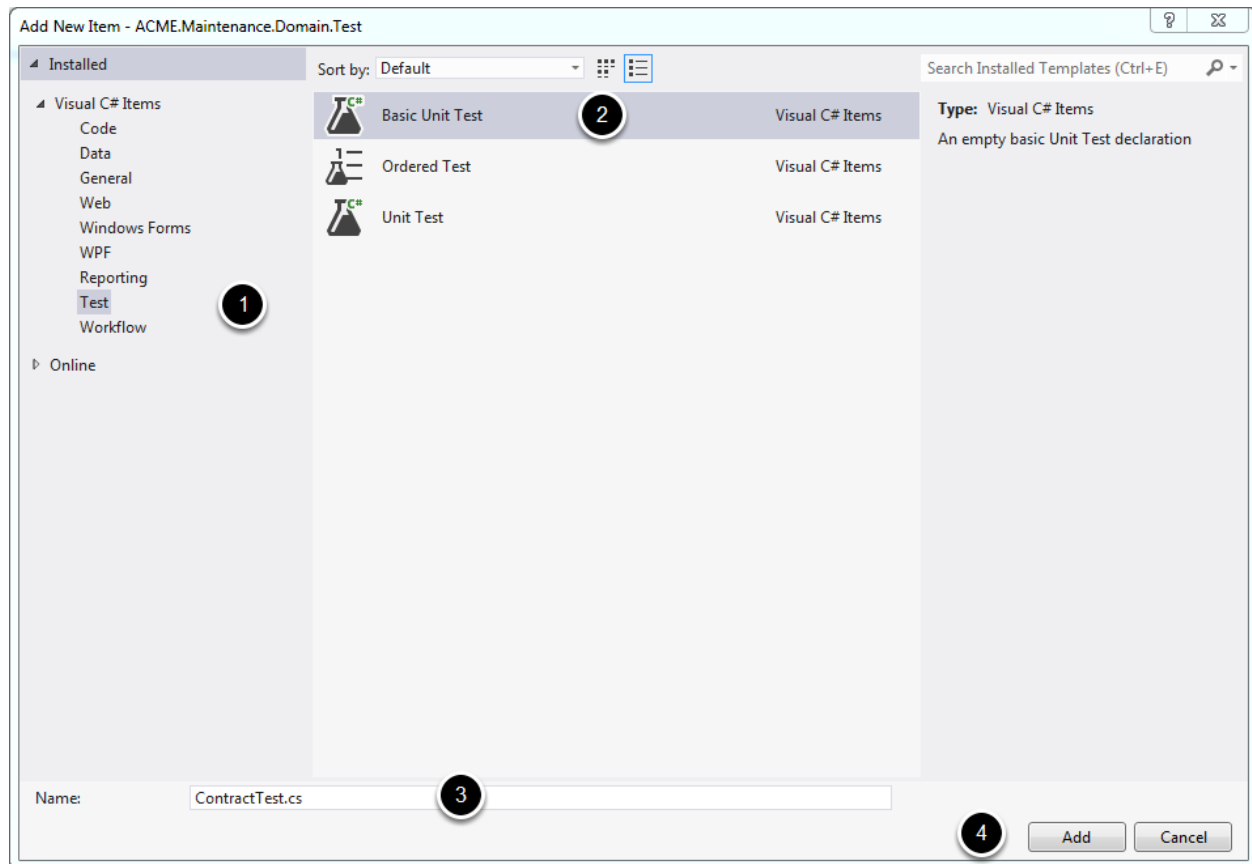 Add New Item - ACME.Maintenance.Domain.Test
Installed
Sort by: Default
Search Installed Templates (Ctrl+E)
Visual C# Items
Code
Data
General
Web
Windows Forms
WPF
Reporting
Test
Workflow
Online
1
C# Basic Unit Test 2 Visual C# Items
1 Ordered Test Visual C# Items
C# Unit Test Visual C# Items
Type: Visual C# Items
An empty basic Unit Test declaration
Name: ContractTest.cs 3
4 Add Cancel